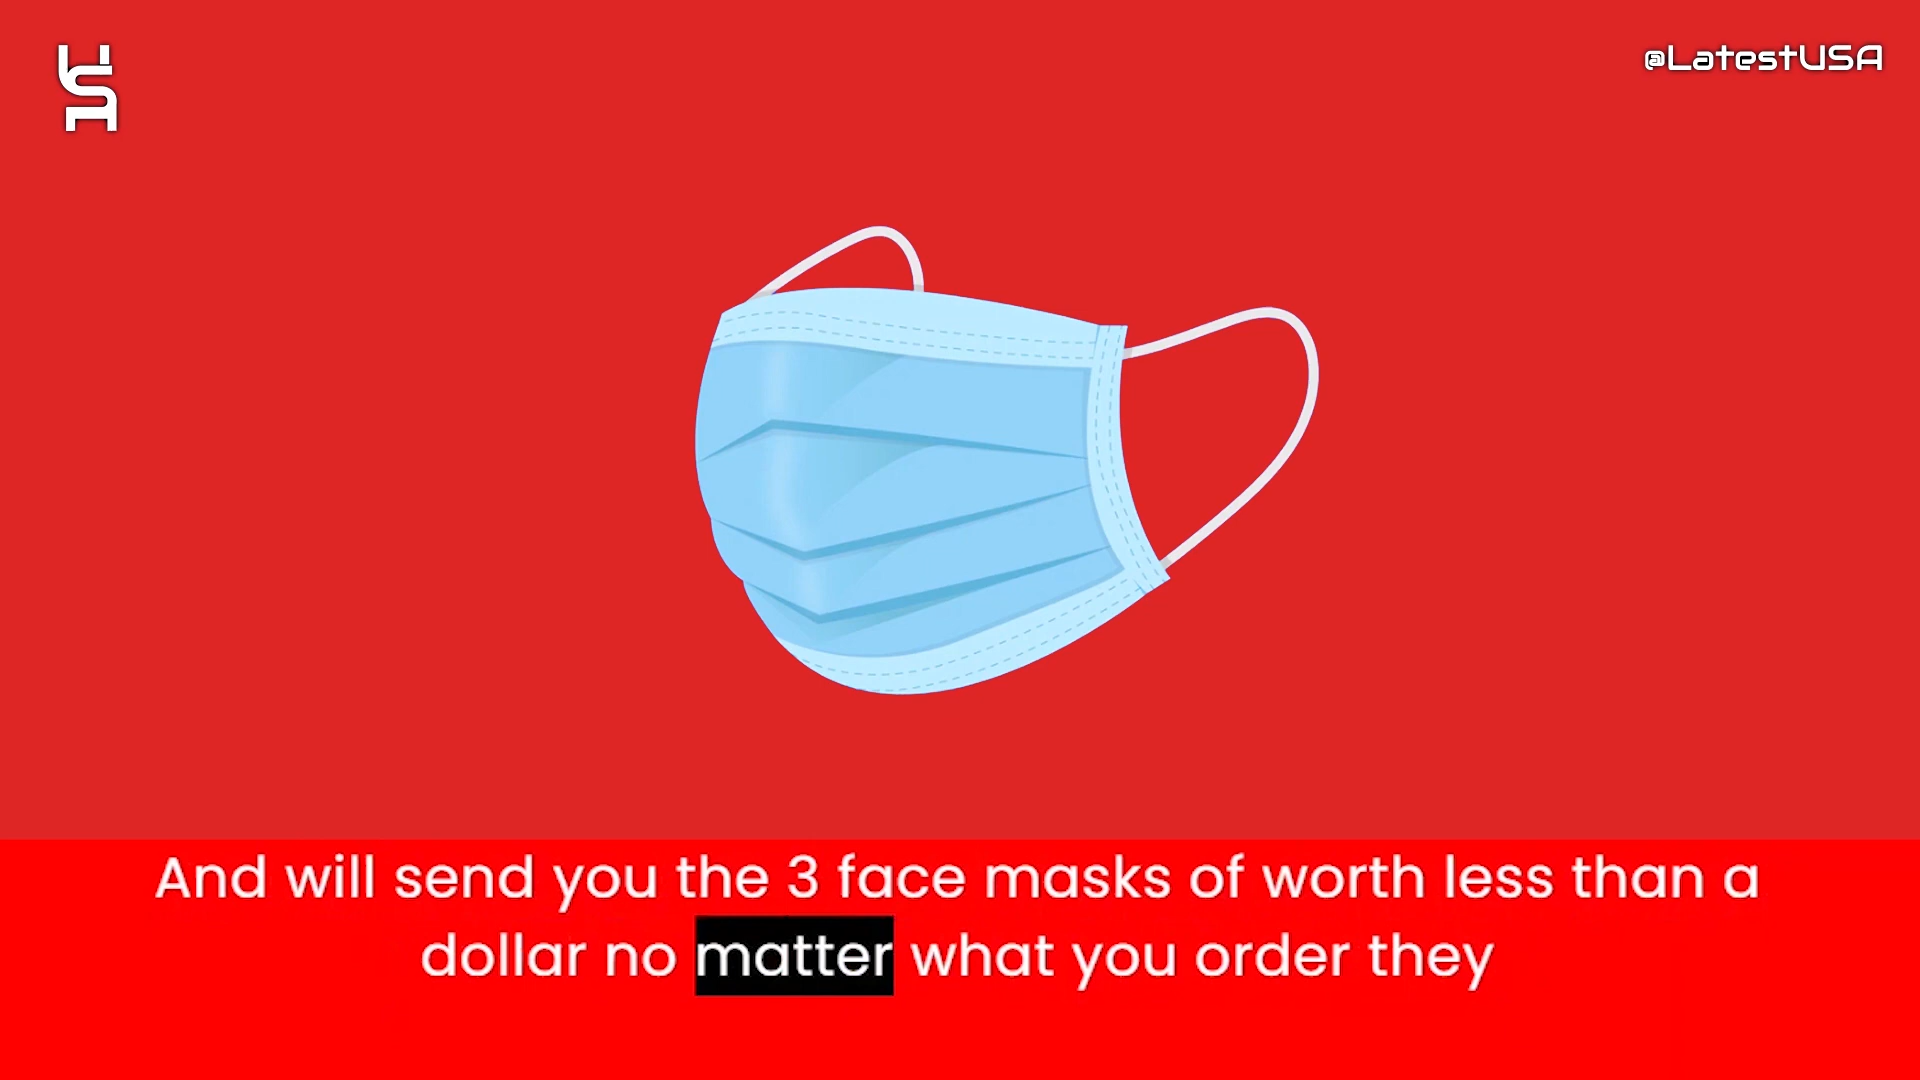 USA
@LatestUSA
And will send you the 3 face masks of worth less than a
dollar no matter what you order they